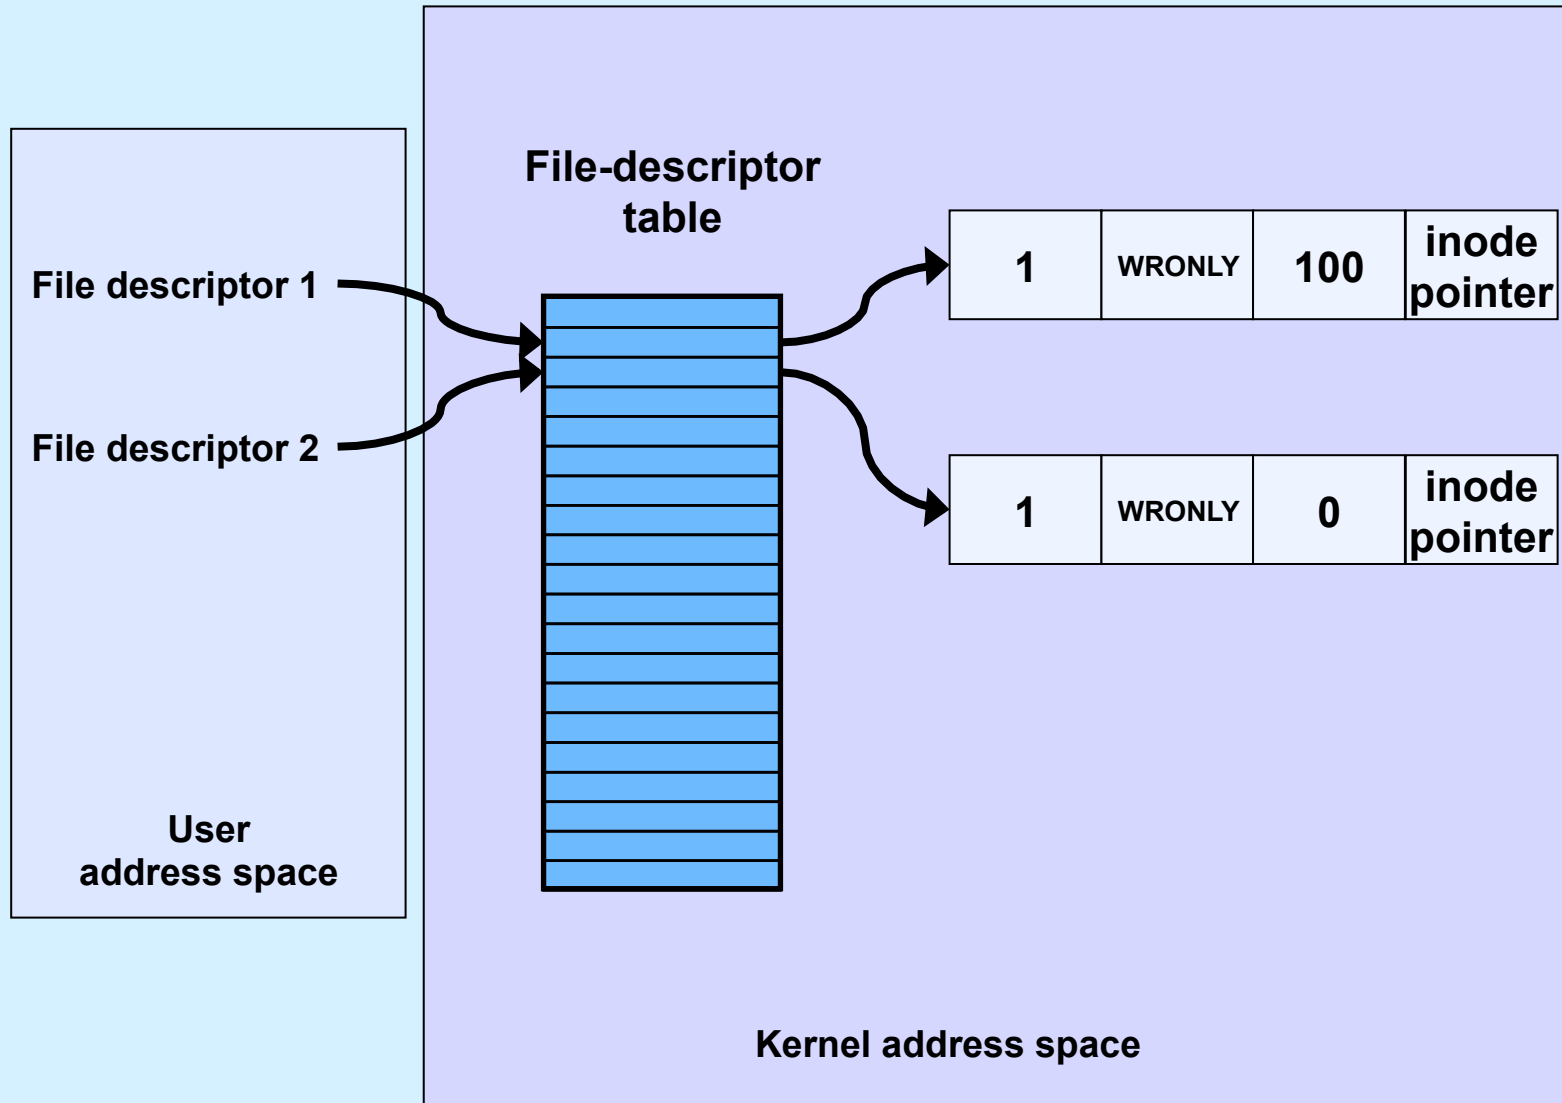 File-descriptor
table
File descriptor 1
File descriptor 2
1
WRONLY
100
inode
pointer
1
WRONLY
0
inode
pointer
User
address space
Kernel address space